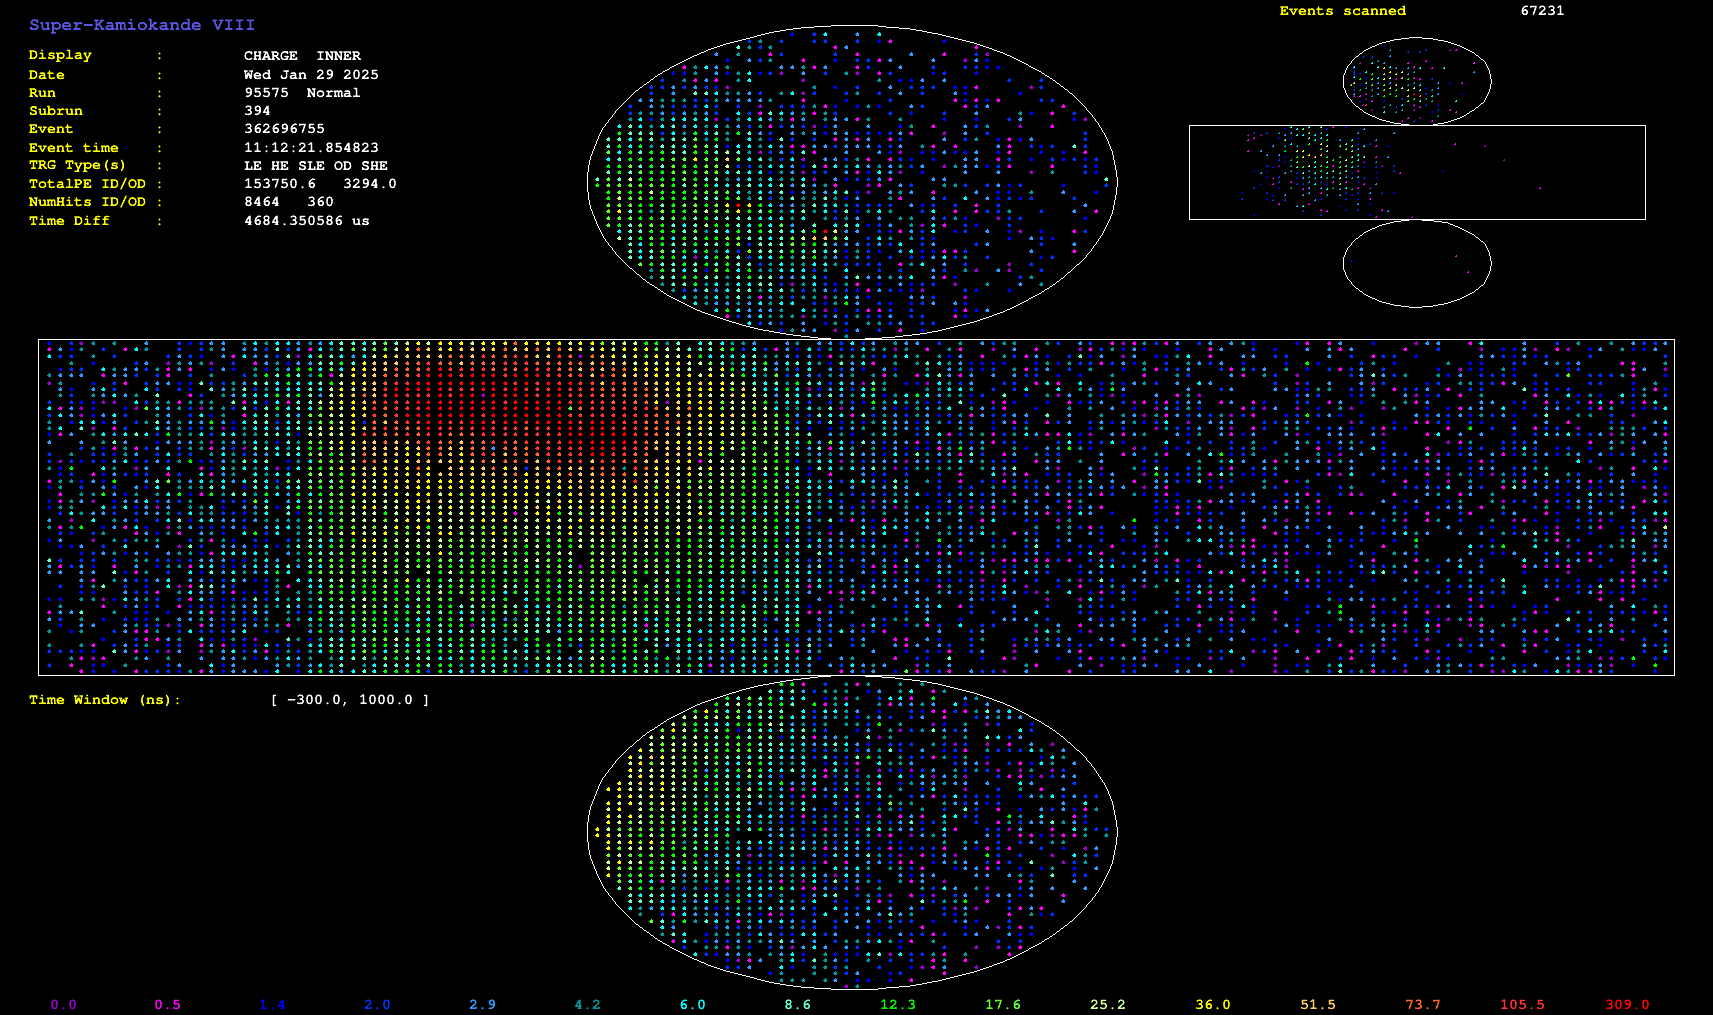 Super-Kamiokande VIII
Events scanned 67231
Display : CHARGE INNER
Date : Wed Jan 29 2025
Run : 95575 Normal
Subrun : 394
Event : 362696755
Event time : 11:12:21.854823
TRG Type(s) : LE HE SLE OD SHE
TotalPE ID/OD : 153750.6 3294.0
NumHits ID/OD : 8464 360
Time Diff : 4684.350586 us
Time Window (ns): [ -300.0, 1000.0 ]
0.0 0.5 1.4 2.0 2.9 4.2 6.0 8.6 12.3 17.6 25.2 36.0 51.5 73.7 105.5 309.0